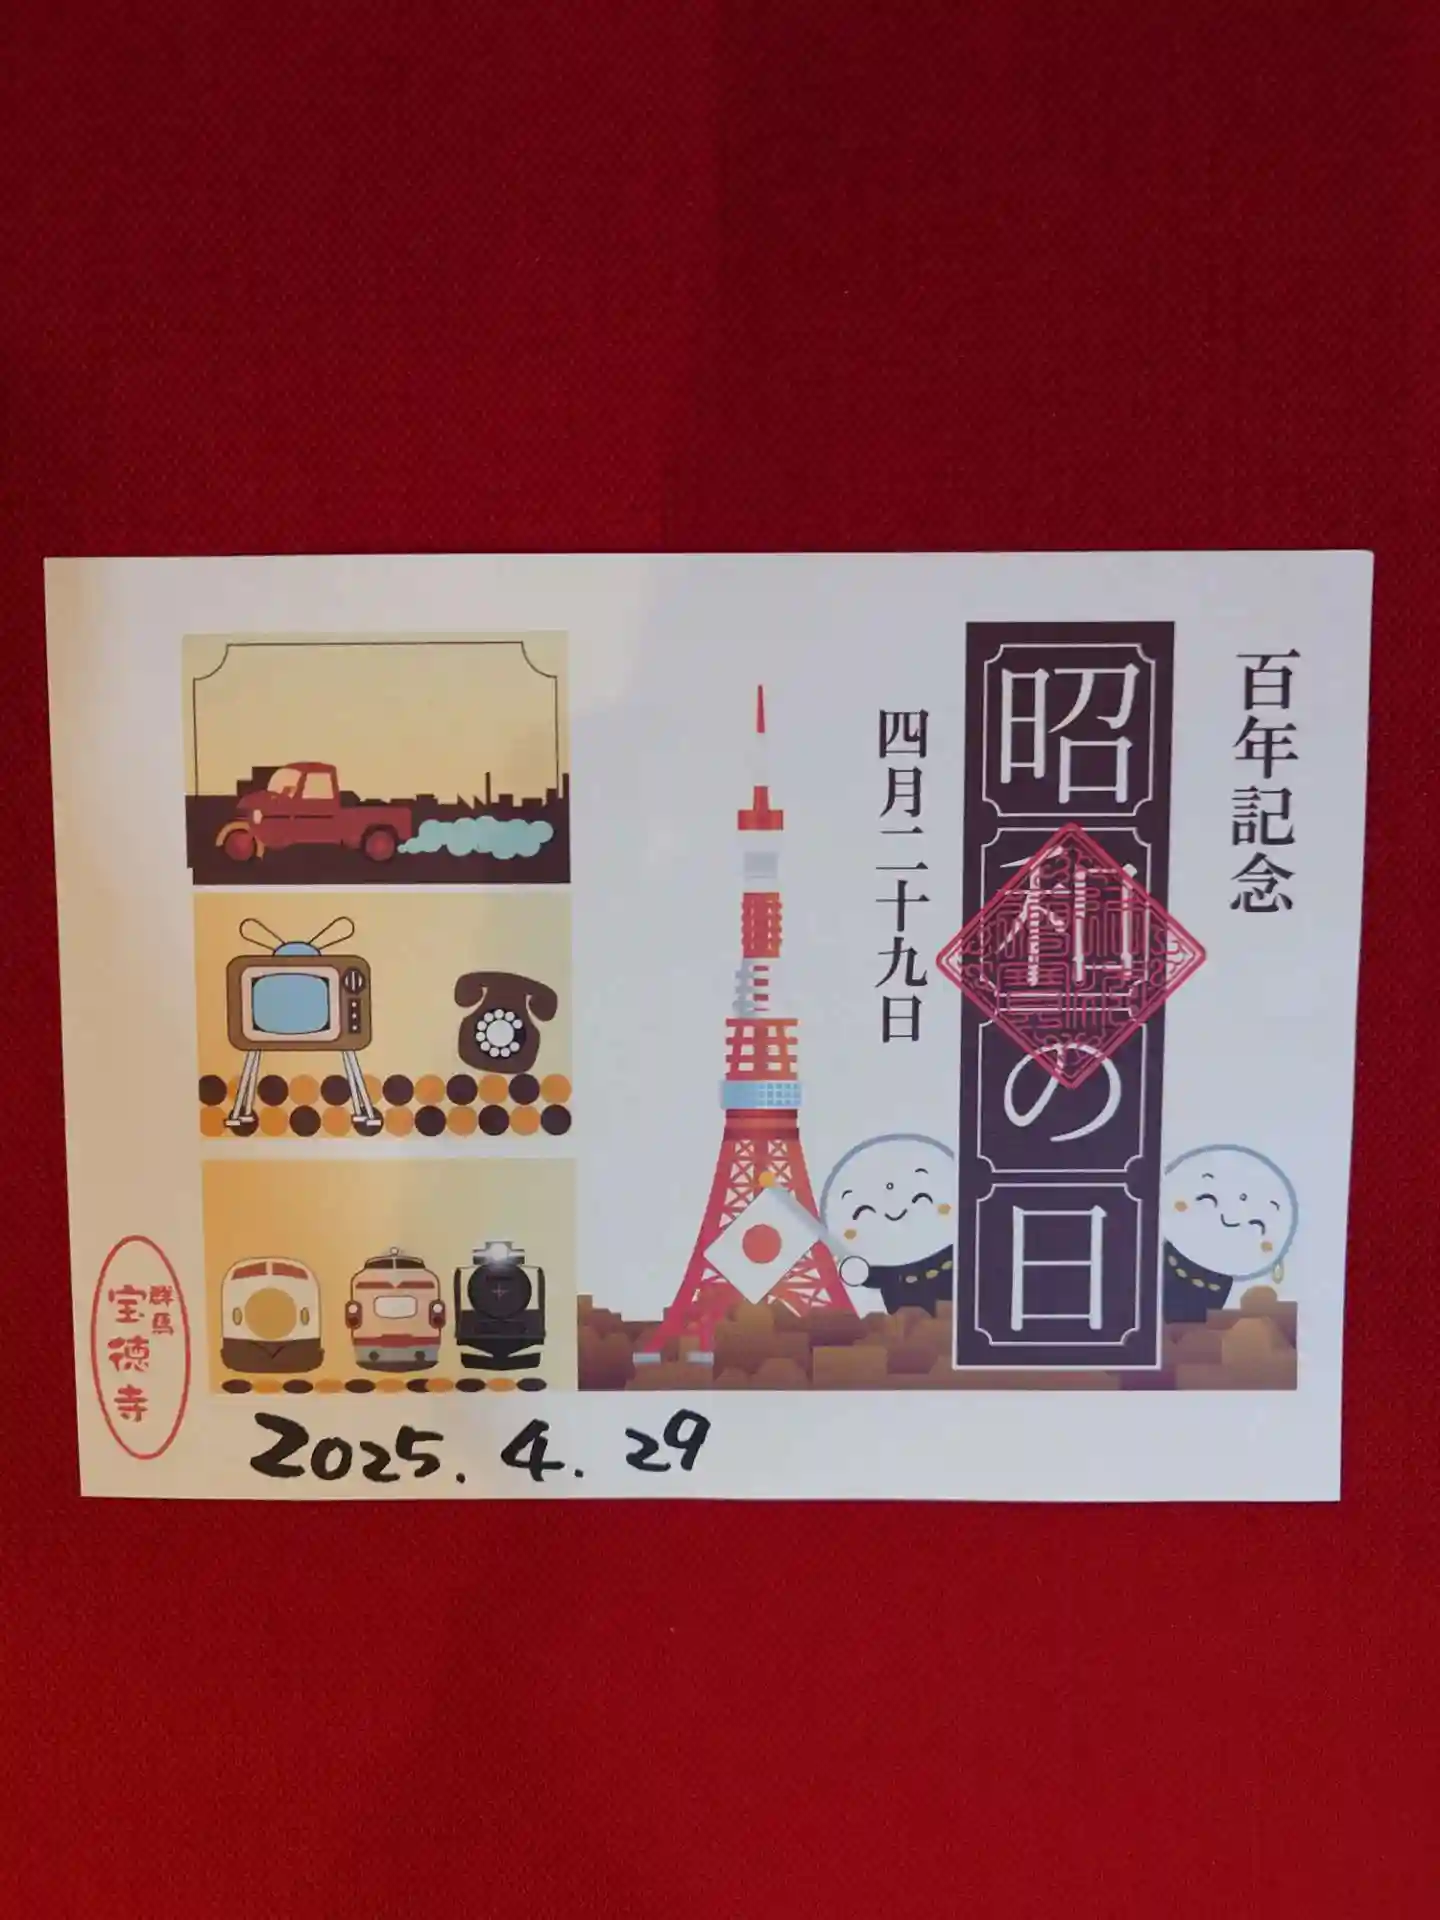 百年記念
昭和の日
四月二十九日
群馬
宝徳寺
2025.4.29